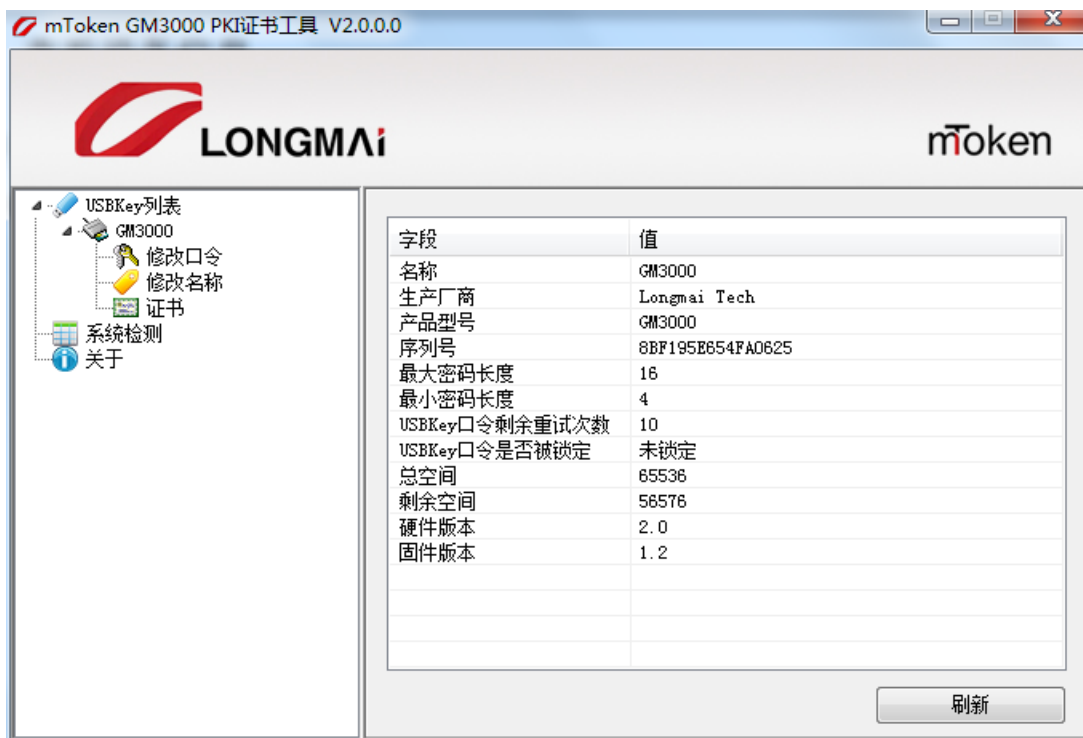 mToken GM3000 PKI证书工具 V2.0.0.0
LONGMAi
mToken
USBKey列表
GM3000
修改口令
修改名称
证书
系统检测
关于
字段 值
名称 GM3000
生产厂商 Longmai Tech
产品型号 GM3000
序列号 8BF195E654FA0625
最大密码长度 16
最小密码长度 4
USBKey口令剩余重试次数 10
USBKey口令是否被锁定 未锁定
总空间 65536
剩余空间 56576
硬件版本 2.0
固件版本 1.2
刷新